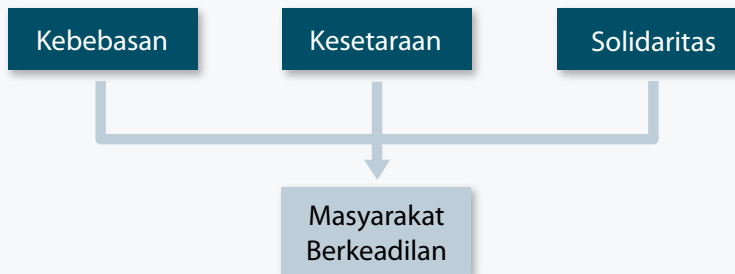 Kebebasan
Kesetaraan
Solidaritas
Masyarakat
Berkeadilan